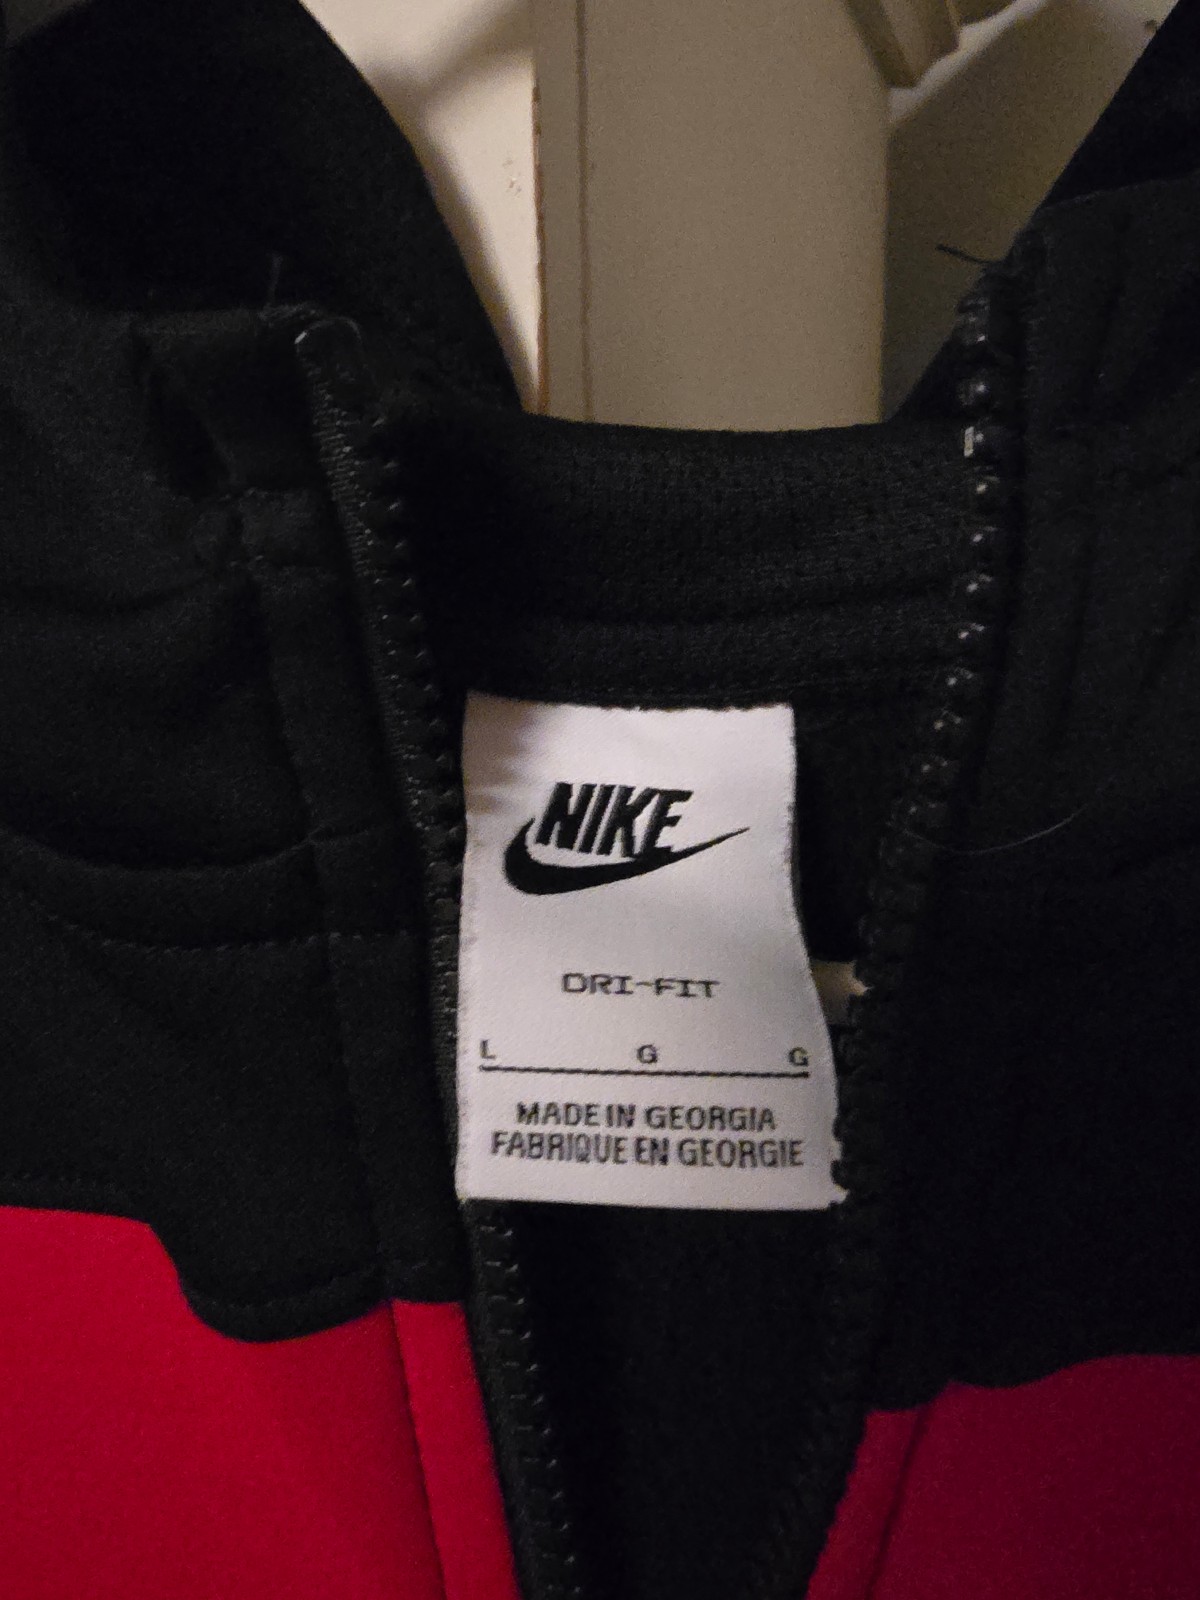 NIKE
DRI-FIT
L G G
MADE IN GEORGIA
FABRIQUE EN GEORGIE